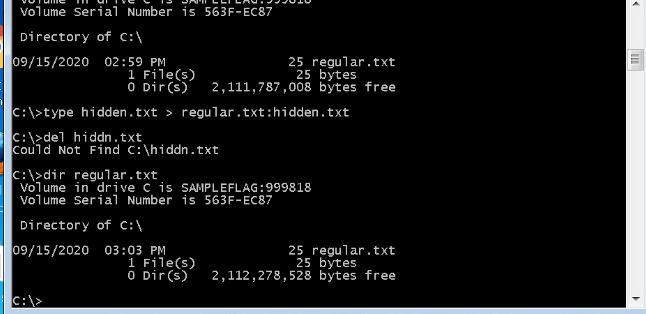 Volume in drive C is SAMPLEFLAG:999818
Volume Serial Number is 563F-EC87
Directory of C:\
09/15/2020 02:59 PM 25 regular.txt
1 File(s) 25 bytes
0 Dir(s) 2,111,787,008 bytes free
C:\>type hidden.txt > regular.txt:hidden.txt
C:\>del hiddn.txt
Could Not Find C:\hiddn.txt
C:\>dir regular.txt
Volume in drive C is SAMPLEFLAG:999818
Volume Serial Number is 563F-EC87
Directory of C:\
09/15/2020 03:03 PM 25 regular.txt
1 File(s) 25 bytes
0 Dir(s) 2,112,278,528 bytes free
C:\>